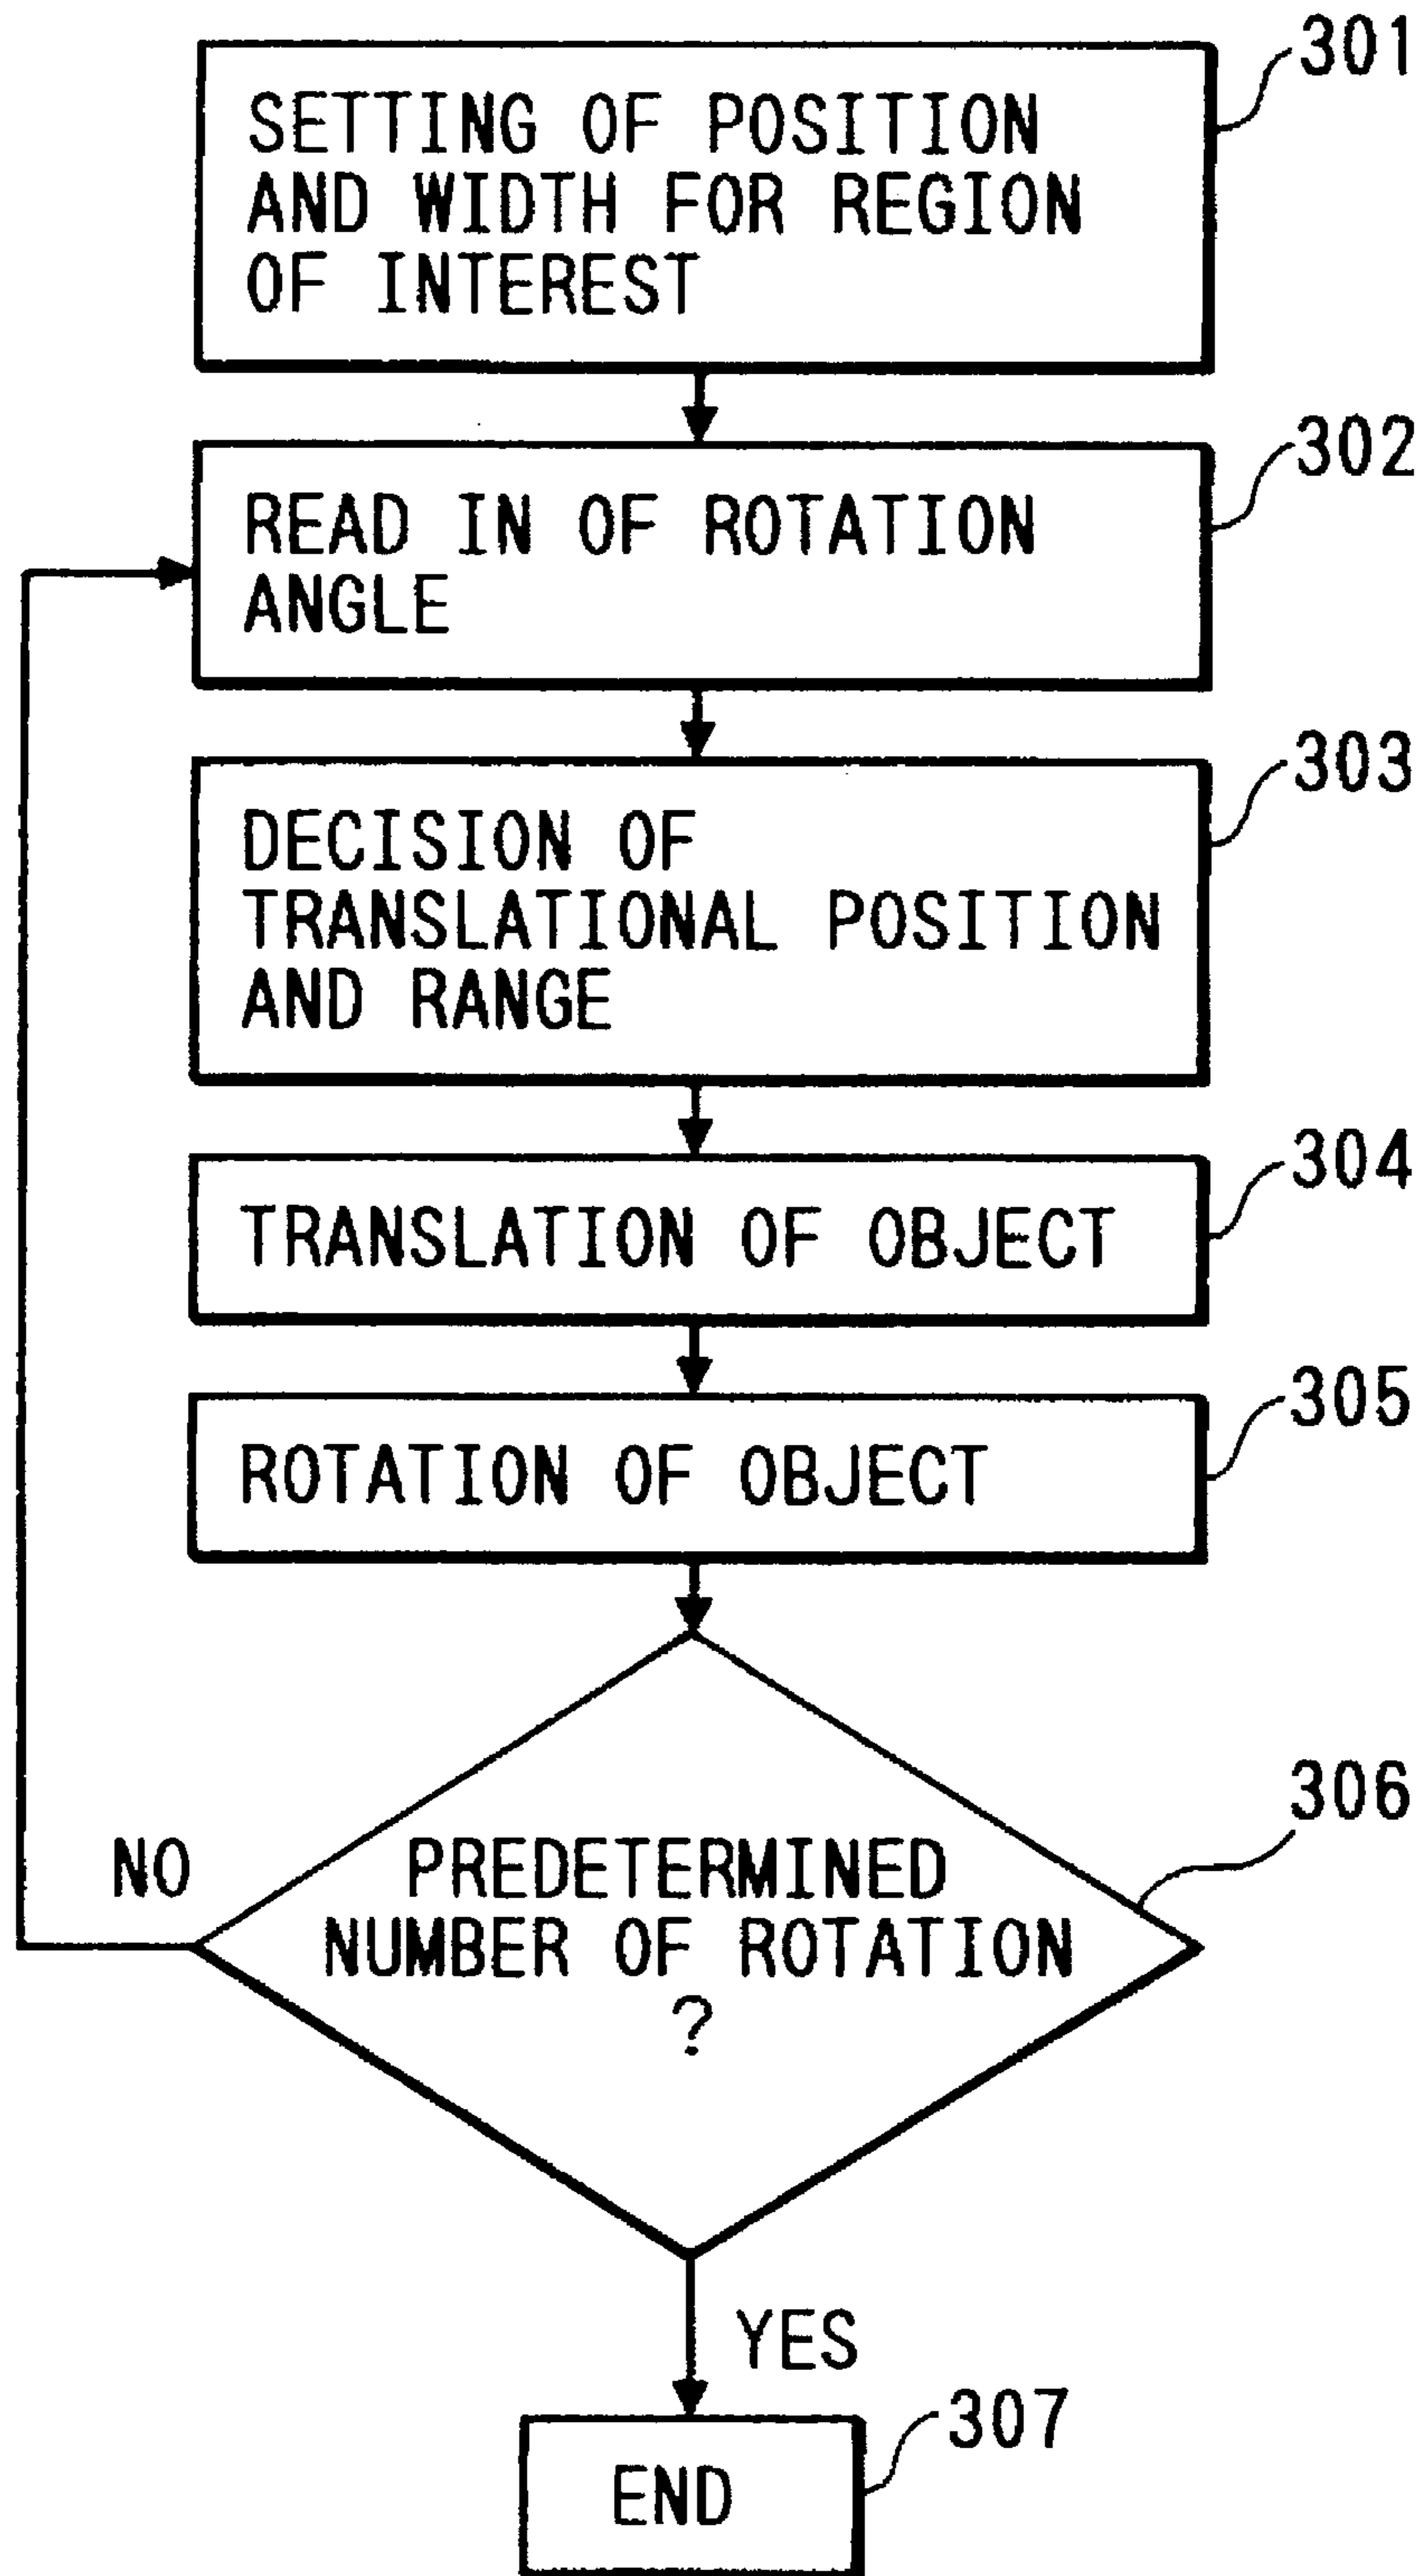 301
SETTING OF POSITION
AND WIDTH FOR REGION
OF INTEREST
302
READ IN OF ROTATION
ANGLE
303
DECISION OF
TRANSLATIONAL POSITION
AND RANGE
304
TRANSLATION OF OBJECT
305
ROTATION OF OBJECT
306
NO
PREDETERMINED
NUMBER OF ROTATION
?
YES
307
END